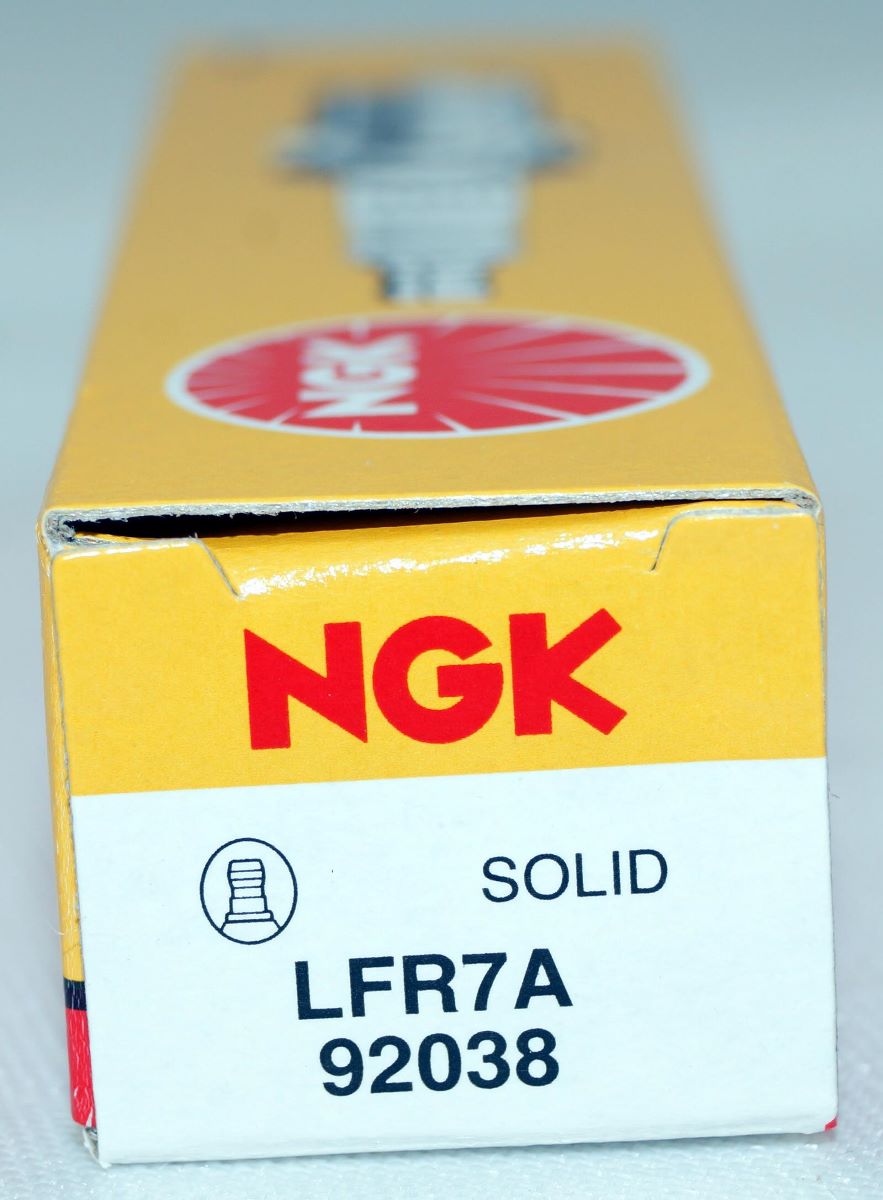 NGK
NGK
SOLID
LFR7A
92038